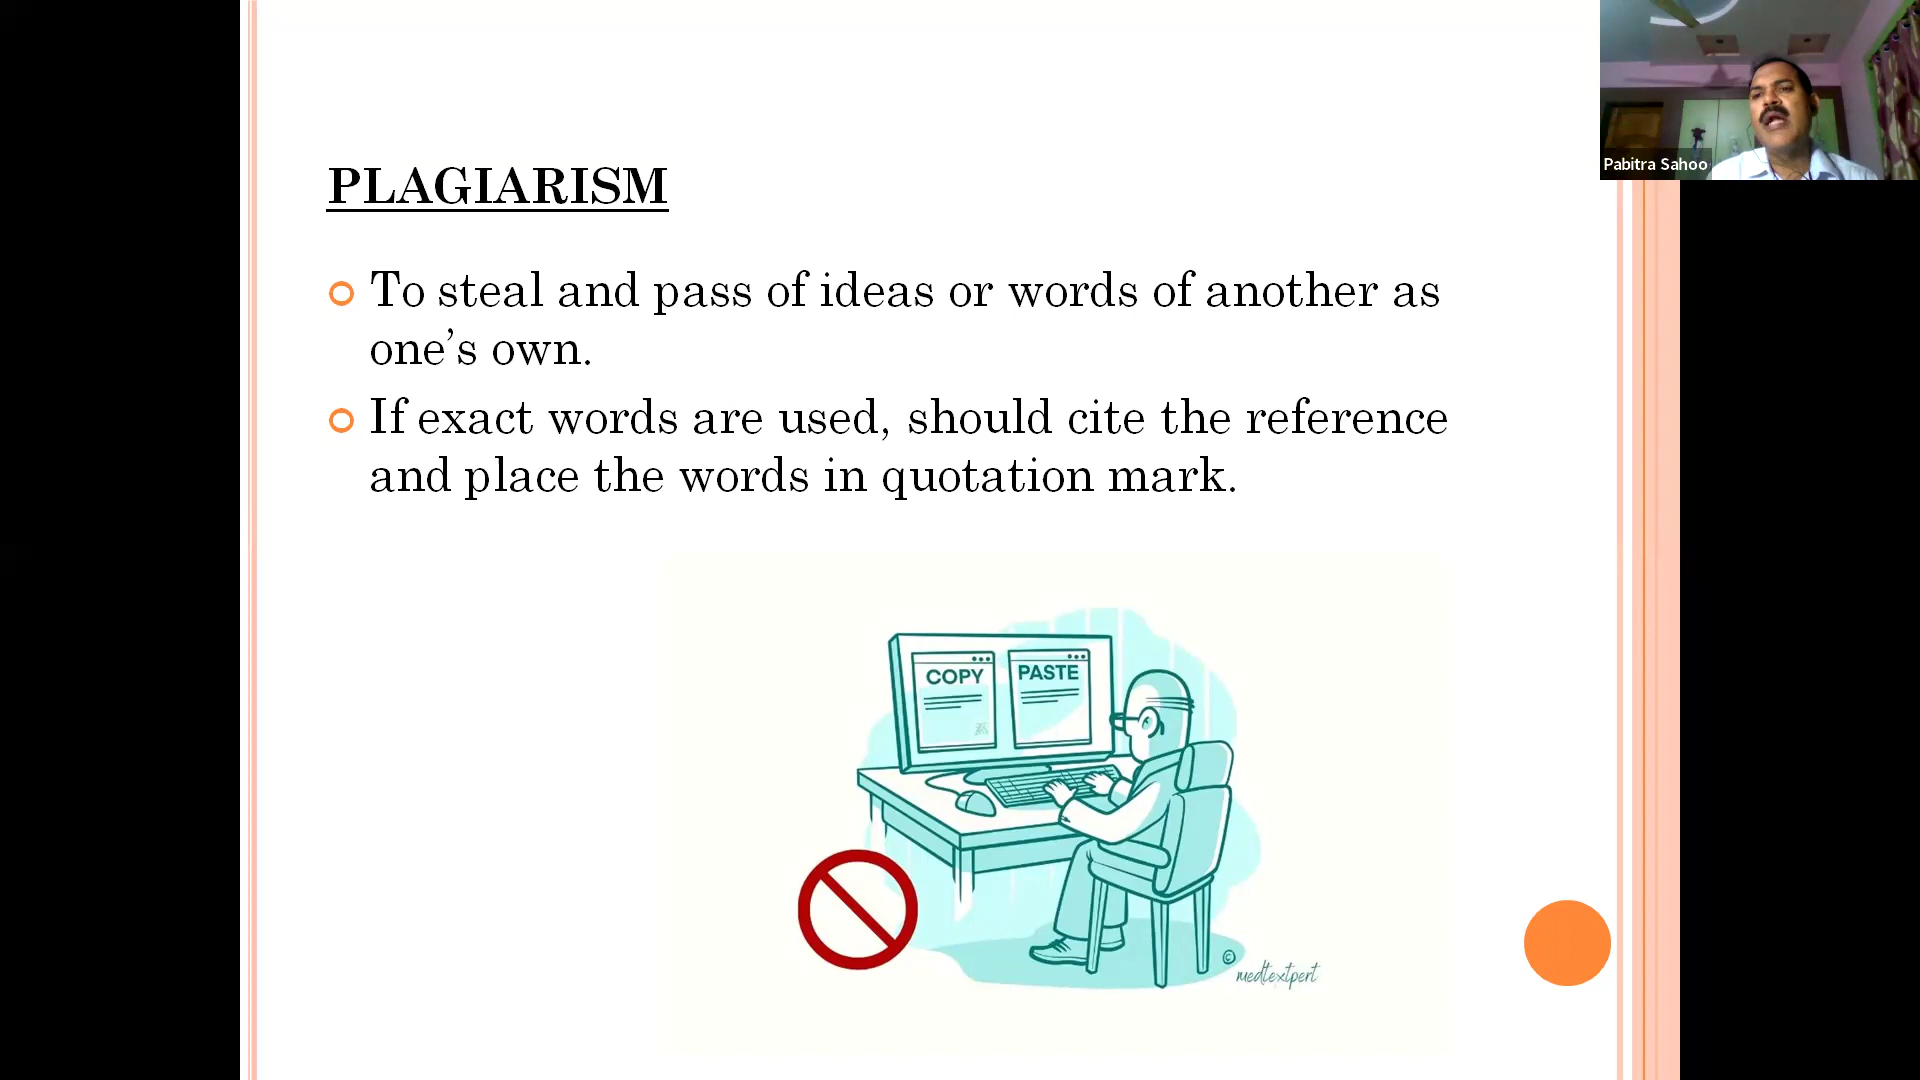 PLAGIARISM
To steal and pass of ideas or words of another as
one's own.
If exact words are used, should cite the reference
and place the words in quotation mark.
COPY
PASTE
© medtextpert
Pabitra Sahoo